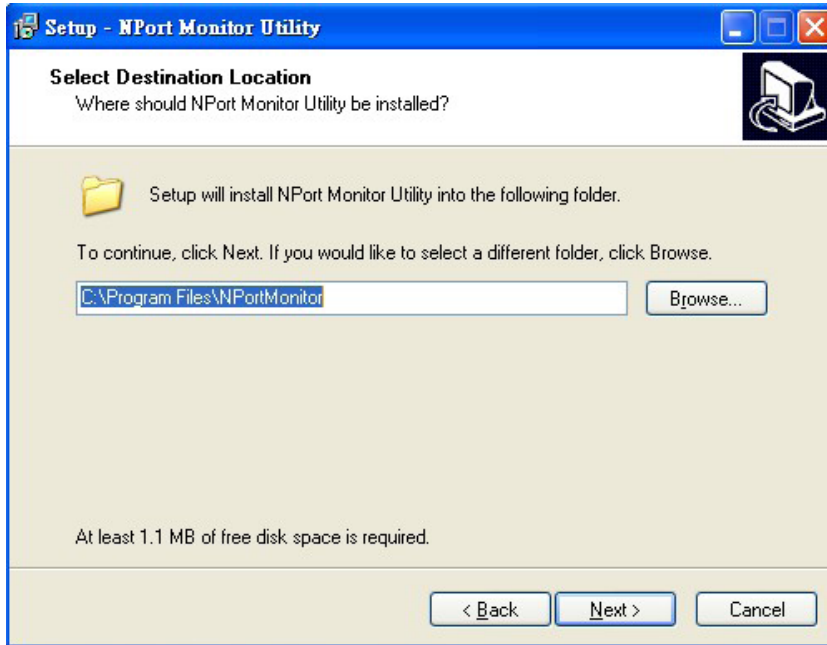 Setup - NPort Monitor Utility
Select Destination Location
Where should NPort Monitor Utility be installed?
Setup will install NPort Monitor Utility into the following folder.
To continue, click Next. If you would like to select a different folder, click Browse.
C:\Program Files\NPortMonitor
Browse...
At least 1.1 MB of free disk space is required.
< Back
Next >
Cancel